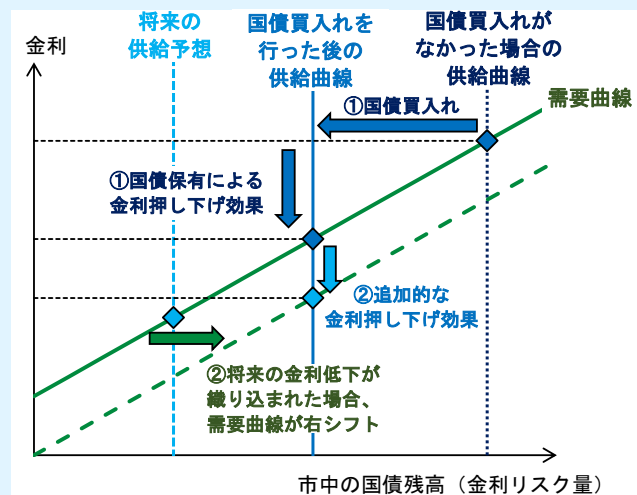 金利
将来の
供給予想
国債買入れを
行った後の
供給曲線
国債買入れが
なかった場合の
供給曲線
①国債買入れ
需要曲線
①国債保有による
金利押し下げ効果
②追加的な
金利押し下げ効果
②将来の金利低下が
織り込まれた場合、
需要曲線が右シフト
市中の国債残高（金利リスク量）